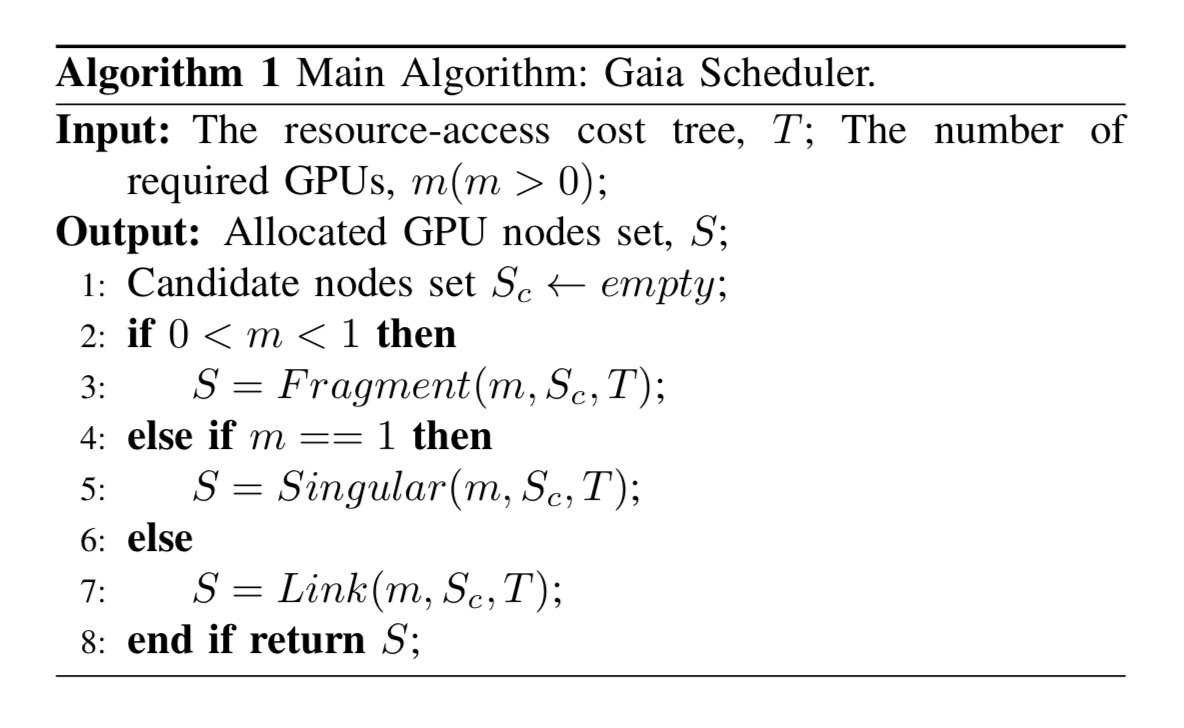 Algorithm 1 Main Algorithm: Gaia Scheduler.
Input: The resource-access cost tree, T; The number of
required GPUs, m(m > 0);
Output: Allocated GPU nodes set, S;
1: Candidate nodes set S_c ← empty;
2: if 0 < m < 1 then
3: S = Fragment(m, S_c, T);
4: else if m == 1 then
5: S = Singular(m, S_c, T);
6: else
7: S = Link(m, S_c, T);
8: end if return S;